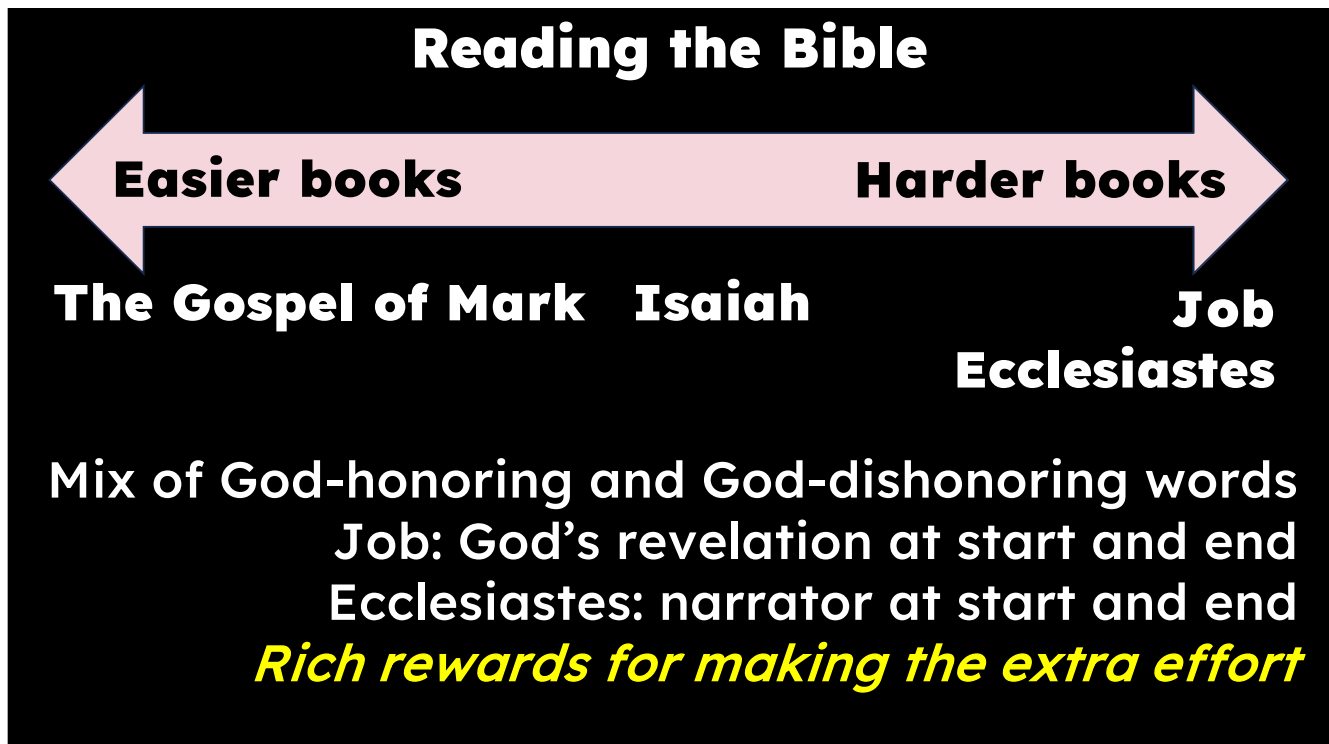 Reading the Bible
Easier books Harder books
The Gospel of Mark Isaiah Job
Ecclesiastes
Mix of God-honoring and God-dishonoring words
Job: God’s revelation at start and end
Ecclesiastes: narrator at start and end
Rich rewards for making the extra effort